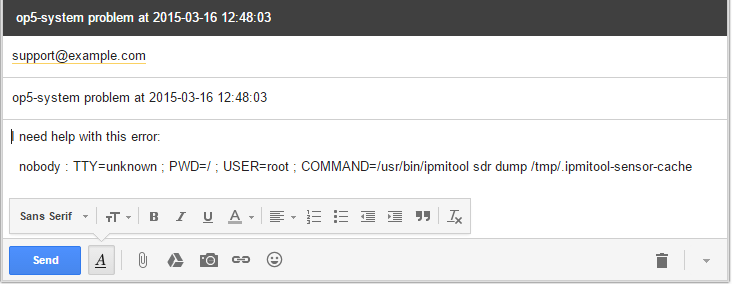 op5-system problem at 2015-03-16 12:48:03
support@example.com
op5-system problem at 2015-03-16 12:48:03
I need help with this error:
nobody : TTY=unknown ; PWD=/ ; USER=root ; COMMAND=/usr/bin/ipmitool sdr dump /tmp/.ipmitool-sensor-cache
Sans Serif TT B I U A Tx
Send A